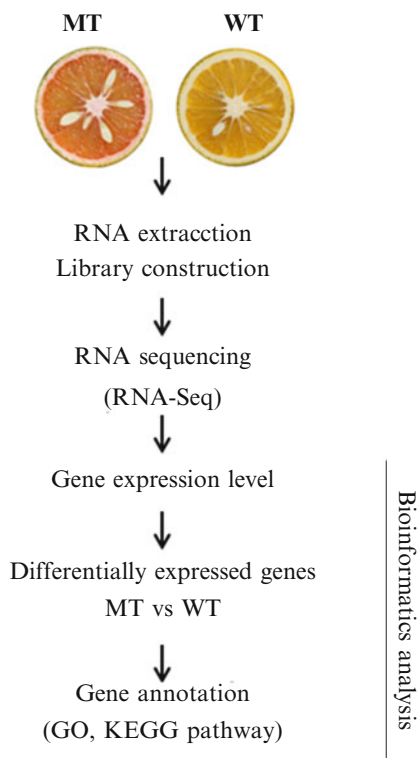 MT WT
RNA extracction
Library construction
RNA sequencing
(RNA-Seq)
Gene expression level
Differentially expressed genes
MT vs WT
Gene annotation
(GO, KEGG pathway)
Bioinformatics analysis